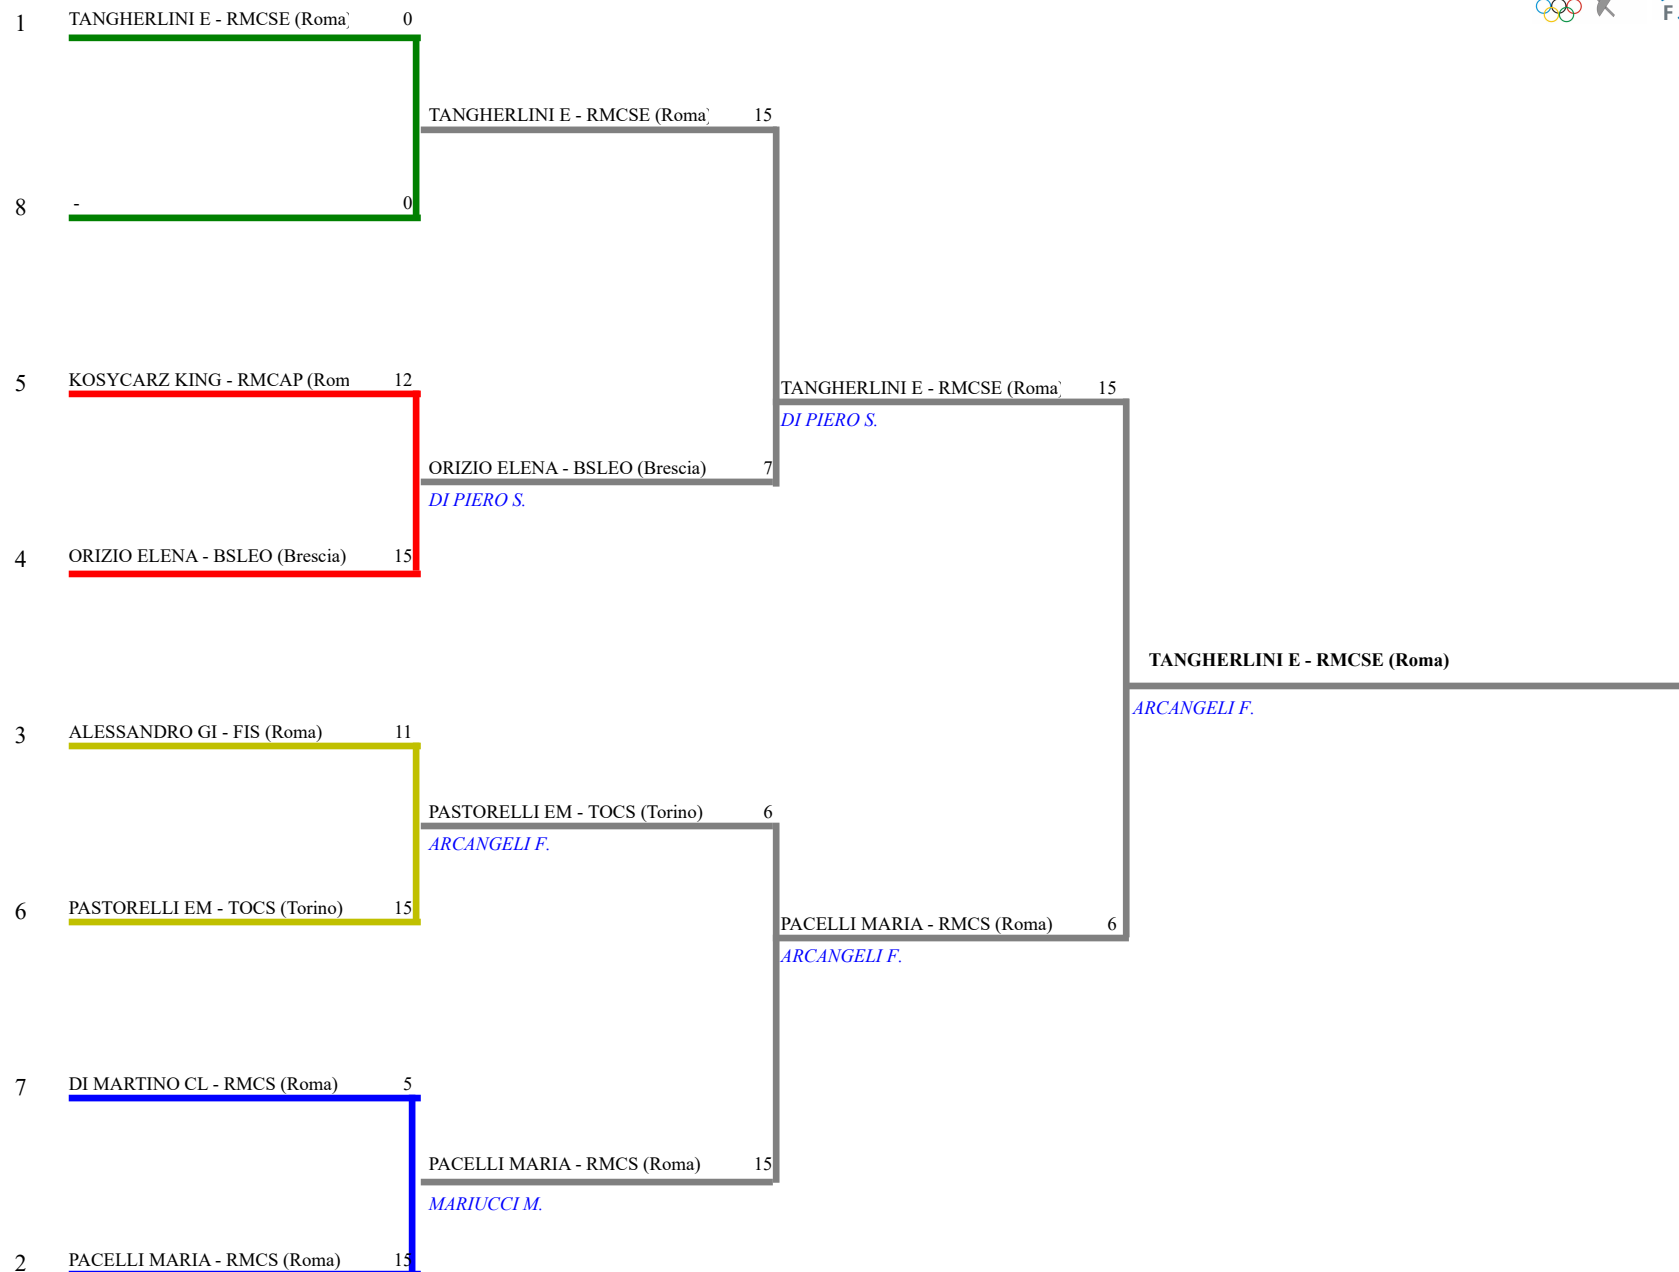 1 TANGHERLINI E - RMCSE (Roma) 0
TANGHERLINI E - RMCSE (Roma) 15
8 - 0
5 KOSYCARZ KING - RMCAP (Rom 12
TANGHERLINI E - RMCSE (Roma) 15
DI PIERO S.
ORIZIO ELENA - BSLEO (Brescia) 7
DI PIERO S.
4 ORIZIO ELENA - BSLEO (Brescia) 15
TANGHERLINI E - RMCSE (Roma)
ARCANGELI F.
3 ALESSANDRO GI - FIS (Roma) 11
PASTORELLI EM - TOCS (Torino) 6
ARCANGELI F.
6 PASTORELLI EM - TOCS (Torino) 15
PACELLI MARIA - RMCS (Roma) 6
ARCANGELI F.
7 DI MARTINO CL - RMCS (Roma) 5
PACELLI MARIA - RMCS (Roma) 15
MARIUCCI M.
2 PACELLI MARIA - RMCS (Roma) 15